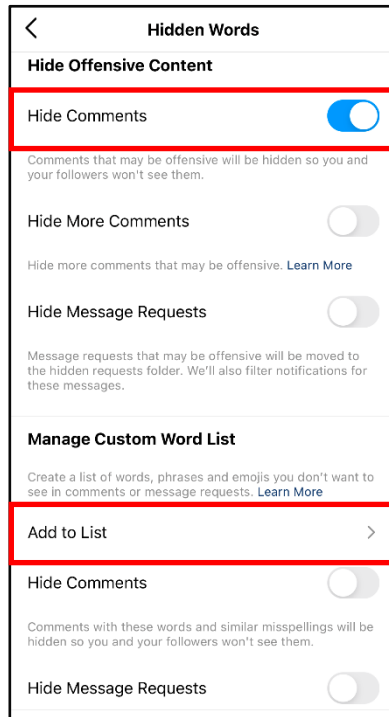 Hidden Words
Hide Offensive Content
Hide Comments
Comments that may be offensive will be hidden so you and
your followers won't see them.
Hide More Comments
Hide more comments that may be offensive. Learn More
Hide Message Requests
Message requests that may be offensive will be moved to
the hidden requests folder. We'll also filter notifications for
these messages.
Manage Custom Word List
Create a list of words, phrases and emojis you don't want to
see in comments or message requests. Learn More
Add to List
Hide Comments
Comments with these words and similar misspellings will be
hidden so you and your followers won't see them.
Hide Message Requests